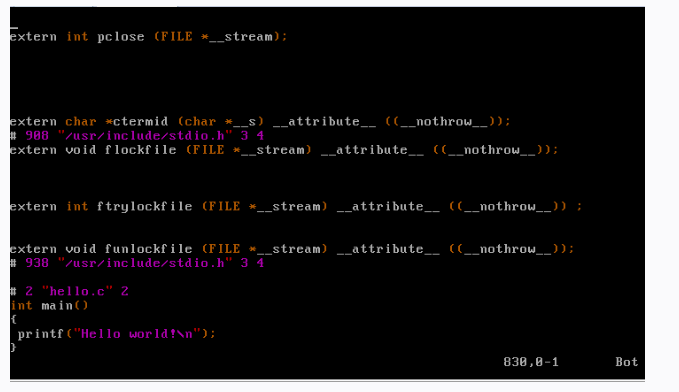 extern int pclose (FILE *__stream);
extern char *ctermid (char *__s) __attribute__ ((__nothrow__));
# 908 "/usr/include/stdio.h" 3 4
extern void flockfile (FILE *__stream) __attribute__ ((__nothrow__));
extern int ftrylockfile (FILE *__stream) __attribute__ ((__nothrow__)) ;
extern void funlockfile (FILE *__stream) __attribute__ ((__nothrow__));
# 938 "/usr/include/stdio.h" 3 4
# 2 "hello.c" 2
int main()
{
 printf("Hello world!\n");
}
830,0-1 Bot